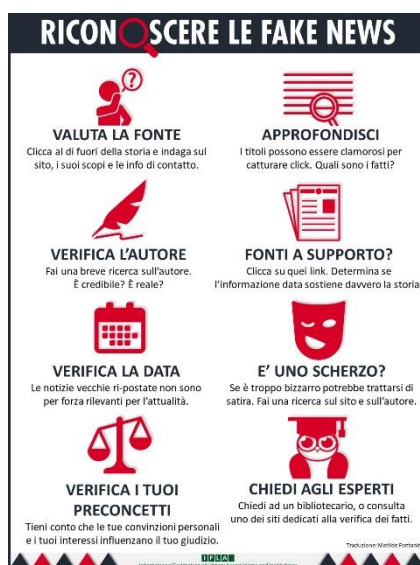 RICONOSCERE LE FAKE NEWS
?
VALUTA LA FONTE
Clicca al di fuori della storia e indaga sul
sito, i suoi scopi e le info di contatto.
APPROFONDISCI
I titoli possono essere clamorosi per
catturare click. Quali sono i fatti?
VERIFICA L'AUTORE
Fai una breve ricerca sull'autore.
È credibile? È reale?
FONTI A SUPPORTO?
Clicca su quei link. Determina se
l'informazione data sostiene davvero la storia
VERIFICA LA DATA
Le notizie vecchie ri-postate non sono
per forza rilevanti per l'attualità.
E' UNO SCHERZO?
Se è troppo bizzarro potrebbe trattarsi di
satira. Fai una ricerca sul sito e sull'autore.
VERIFICA I TUOI
PRECONCETTI
Tieni conto che le tue convinzioni personali
e i tuoi interessi influenzano il tuo giudizio.
CHIEDI AGLI ESPERTI
Chiedi ad un bibliotecario, o consulta
uno dei siti dedicati alla verifica dei fatti.
Traduzione: Matilde Fontanin
IFLA